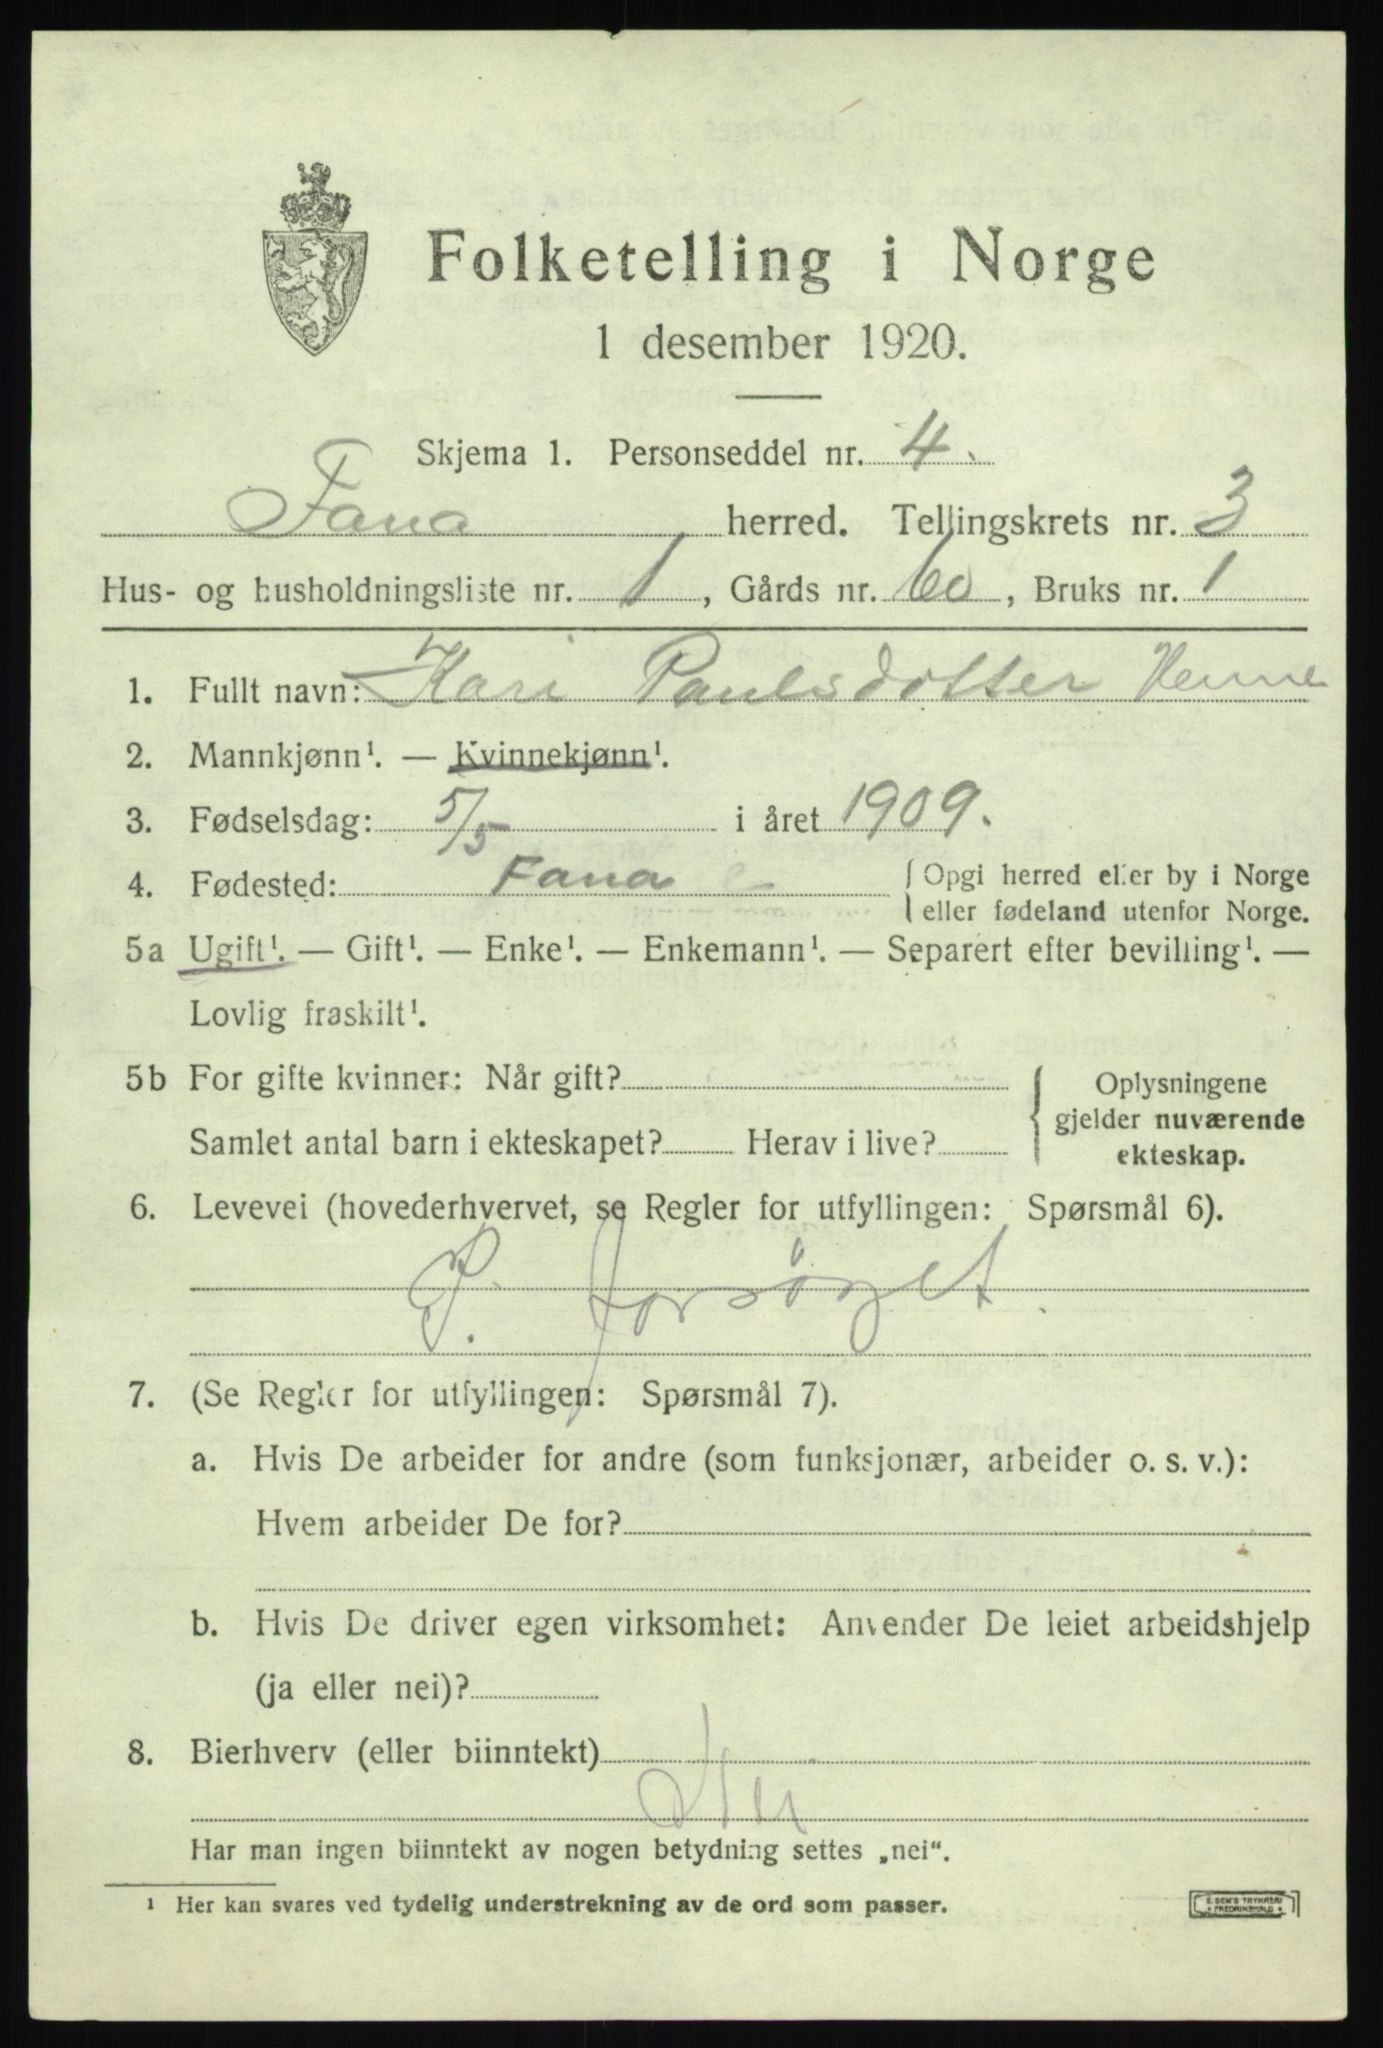 Folketelling i Norge
1 desember 1920.
Skjema 1. Personseddel nr. 4.
Fana herred. Tellingskrets nr. 3
Hus- og husholdningsliste nr. 1, Gårds nr. 60, Bruks nr. 1
1. Fullt navn: Kari Paulsdotter
2. Mannkjønn¹. — Kvinnekjønn¹.
3. Fødselsdag: 5/5 i året 1909.
4. Fødested: Fana { Opgi herred eller by i Norge
eller fødeland utenfor Norge.
5a Ugift¹. — Gift¹. — Enke¹. — Enkemann¹. — Separert efter bevilling¹. —
Lovlig fraskilt¹.
5b For gifte kvinner: Når gift?
Samlet antal barn i ekteskapet? Herav i live?
{ Oplysningene
gjelder nuværende
ekteskap.
6. Levevei (hovederhvervet, se Regler for utfyllingen: Spørsmål 6).
P. forsörget
7. (Se Regler for utfyllingen: Spørsmål 7).
a. Hvis De arbeider for andre (som funksjonær, arbeider o. s. v.):
Hvem arbeider De for?
b. Hvis De driver egen virksomhet: Anvender De leiet arbeidshjelp
(ja eller nei)?
8. Bierhverv (eller biinntekt)
Nei
Har man ingen biinntekt av nogen betydning settes „nei“.
¹ Her kan svares ved tydelig understrekning av de ord som passer.
E. SEM'S TRYKKERI
FREDRIKSHALD